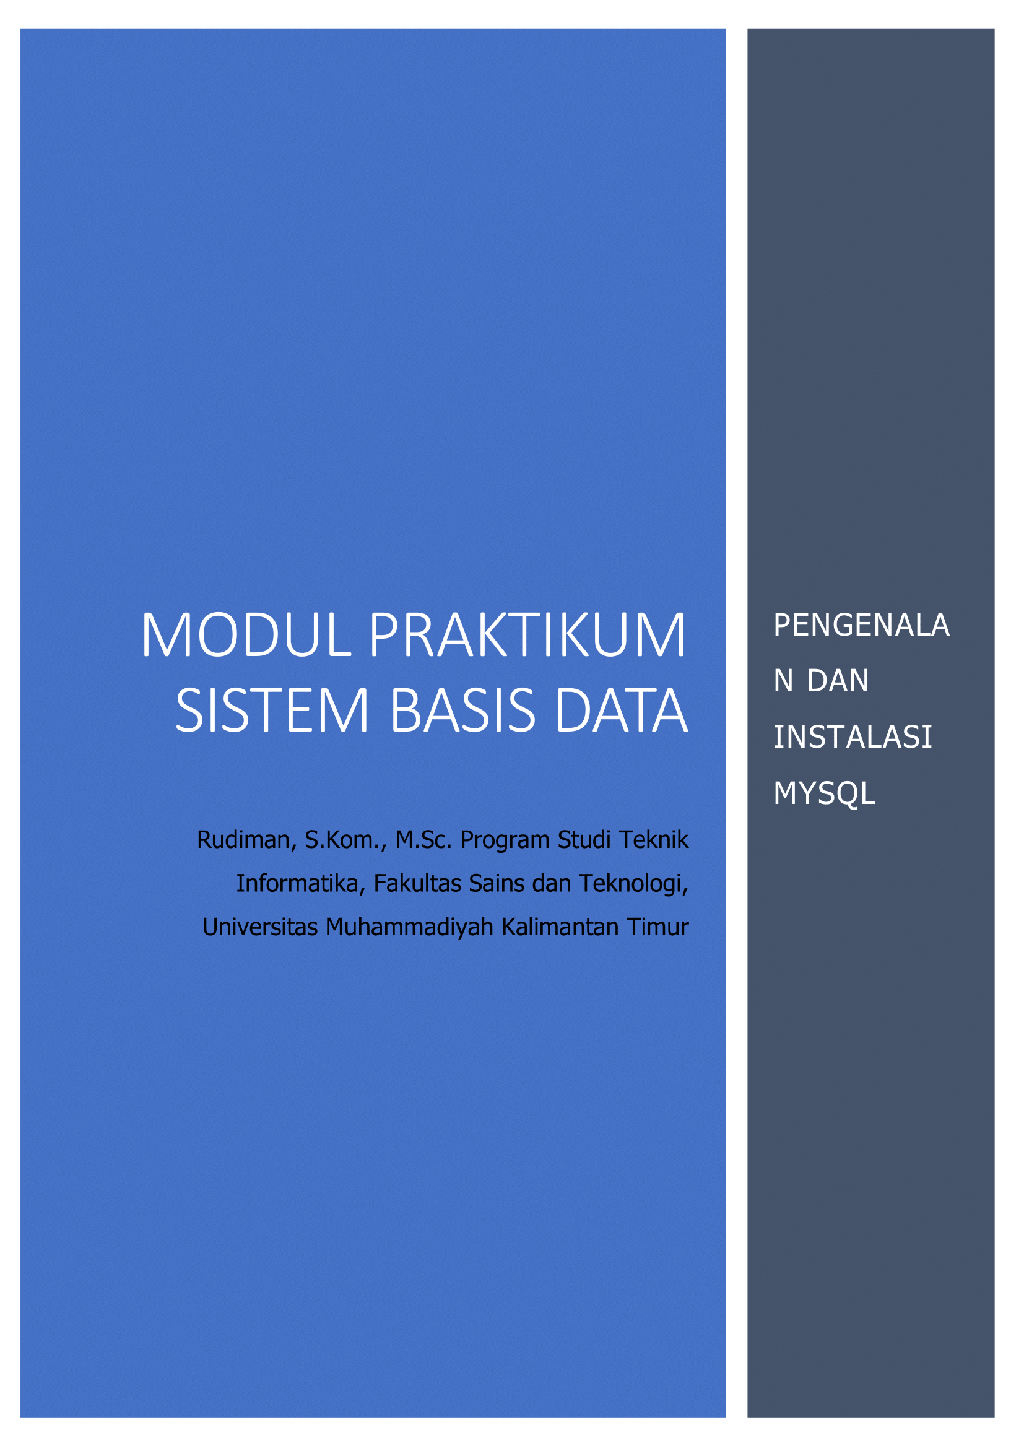 MODUL PRAKTIKUM
SISTEM BASIS DATA
Rudiman, S.Kom., M.Sc. Program Studi Teknik
Informatika, Fakultas Sains dan Teknologi,
Universitas Muhammadiyah Kalimantan Timur
PENGENALA
N DAN
INSTALASI
MYSQL